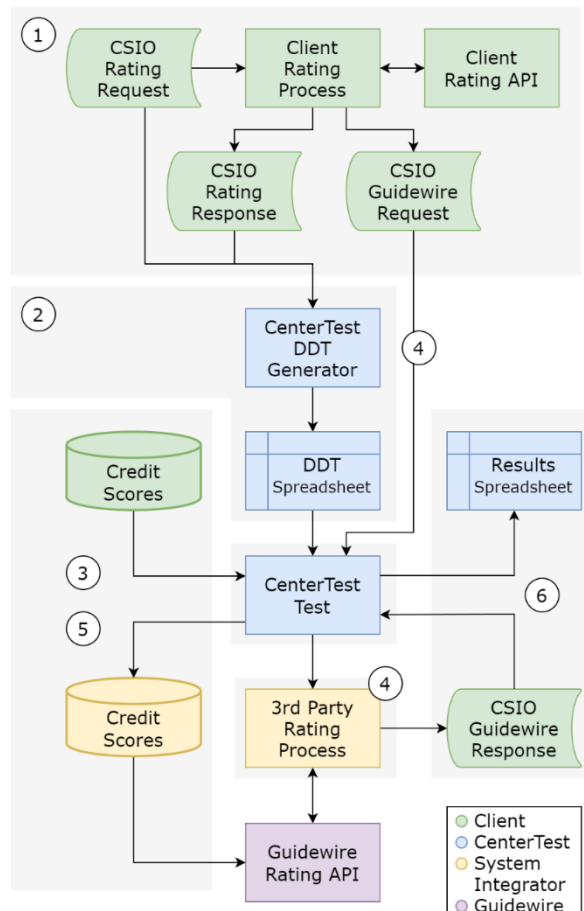 1
CSIO
Rating
Request
Client
Rating
Process
Client
Rating API
CSIO
Rating
Response
CSIO
Guidewire
Request
2
CenterTest
DDT
Generator
4
Credit
Scores
DDT
Spreadsheet
Results
Spreadsheet
3
CenterTest
Test
6
5
Credit
Scores
3rd Party
Rating
Process
4
CSIO
Guidewire
Response
Guidewire
Rating API
Client
CenterTest
System
Integrator
Guidewire